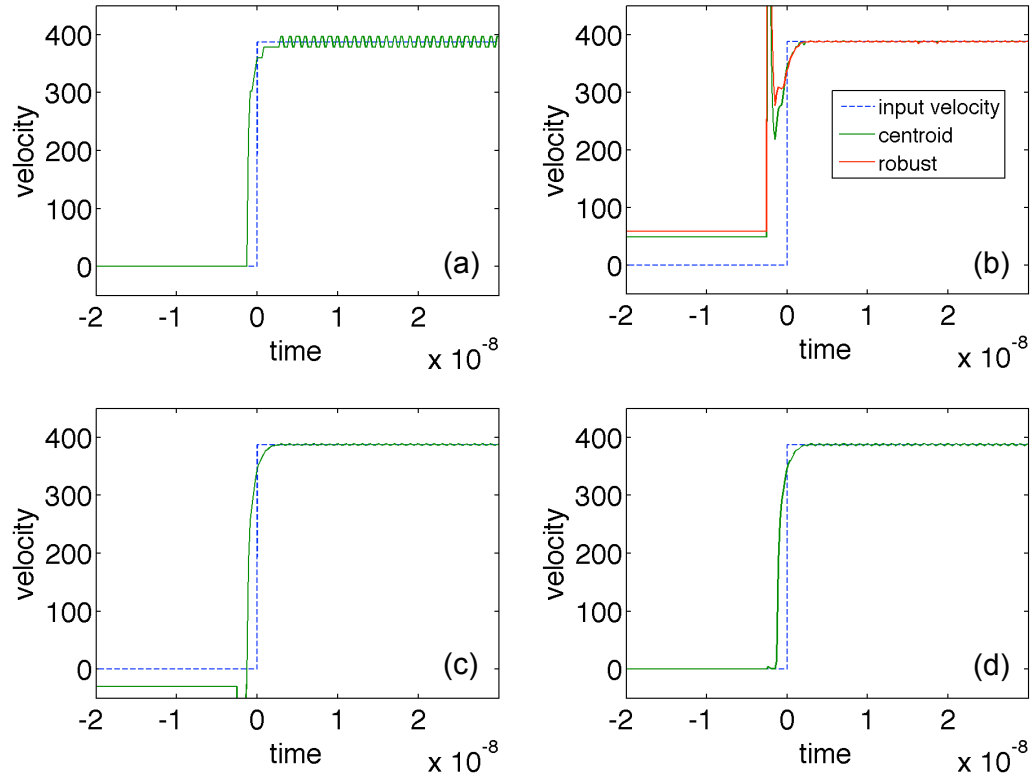 400
300
200
100
0
velocity
(a)
-2 -1 0 1 2
time
x 10^-8
400
300
200
100
0
velocity
input velocity
centroid
robust
(b)
-2 -1 0 1 2
time
x 10^-8
400
300
200
100
0
velocity
(c)
-2 -1 0 1 2
time
x 10^-8
400
300
200
100
0
velocity
(d)
-2 -1 0 1 2
time
x 10^-8